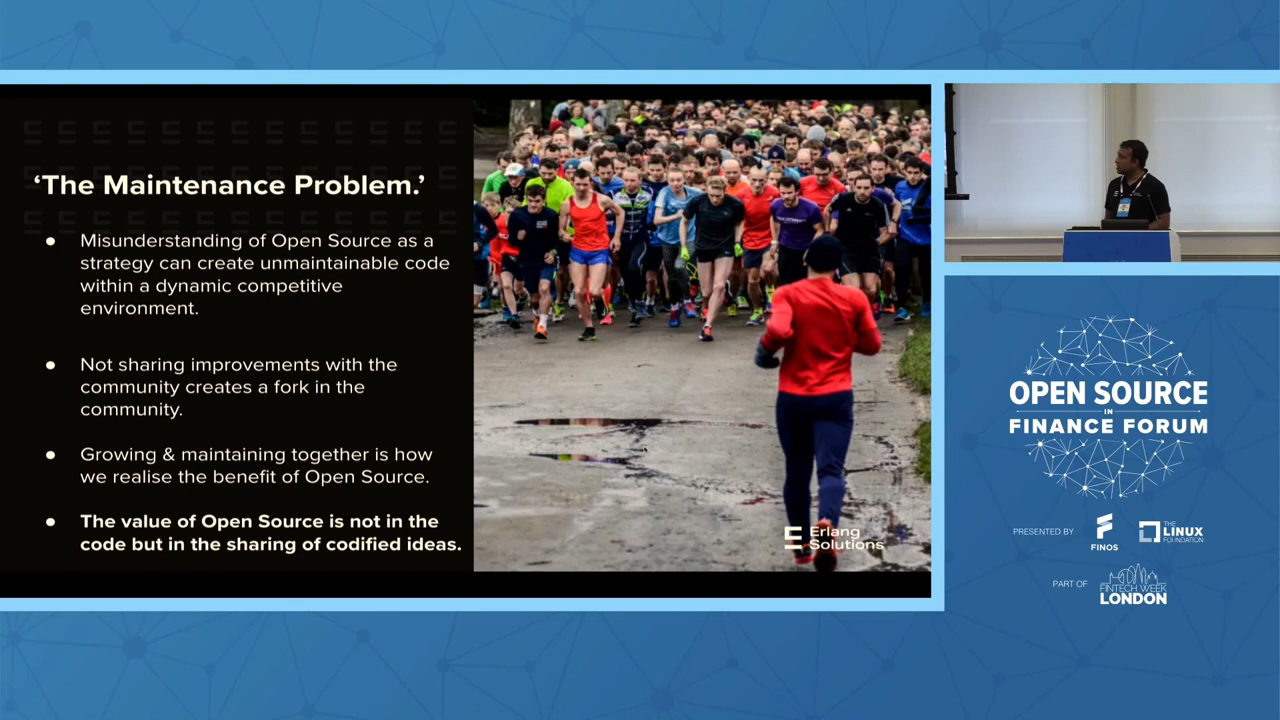 ‘The Maintenance Problem.’
● Misunderstanding of Open Source as a
strategy can create unmaintainable code
within a dynamic competitive
environment.
● Not sharing improvements with the
community creates a fork in the
community.
● Growing & maintaining together is how
we realise the benefit of Open Source.
● The value of Open Source is not in the
code but in the sharing of codified ideas.
Erlang
Solutions
OPEN SOURCE
IN
FINANCE FORUM
PRESENTED BY
FINOS
THE
LINUX
FOUNDATION
PART OF
FINTECH WEEK
LONDON